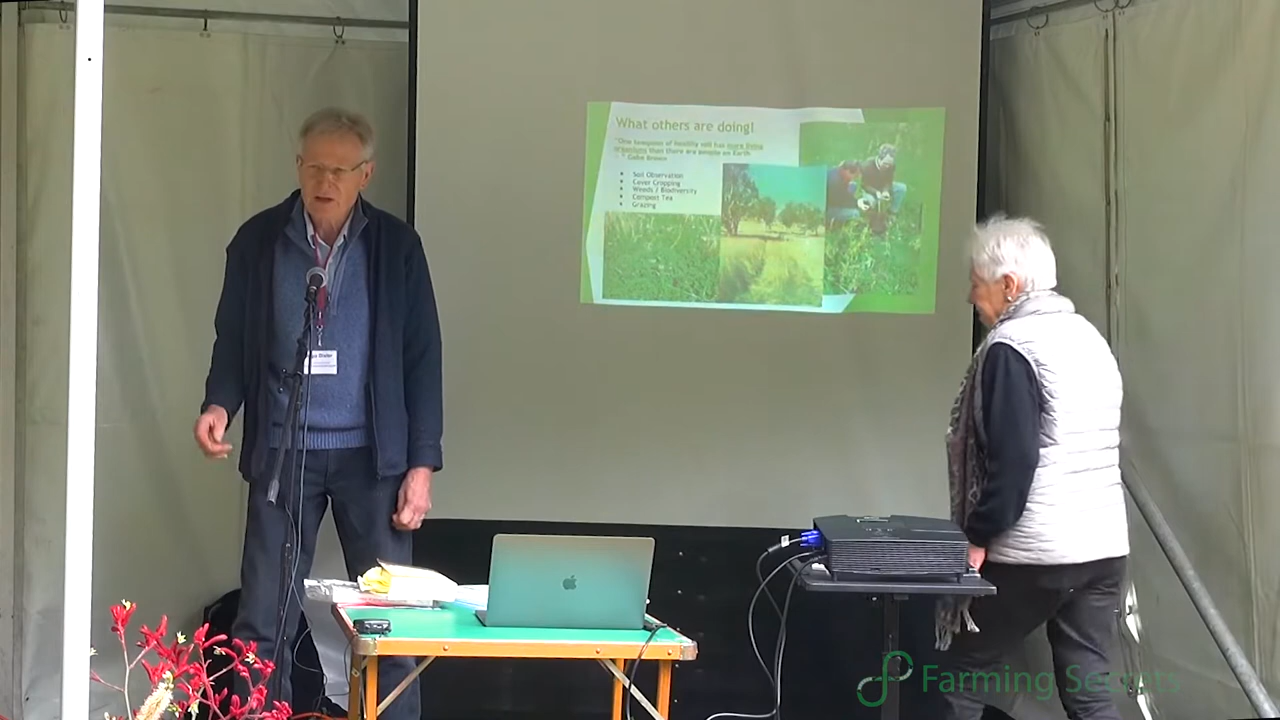 What others are doing!
"One teaspoon of healthy soil has more living
organisms than there are people on Earth
." Gabe Brown
Soil Observation
Cover Cropping
Weeds / Biodiversity
Compost Tea
Grazing
Farming Secrets